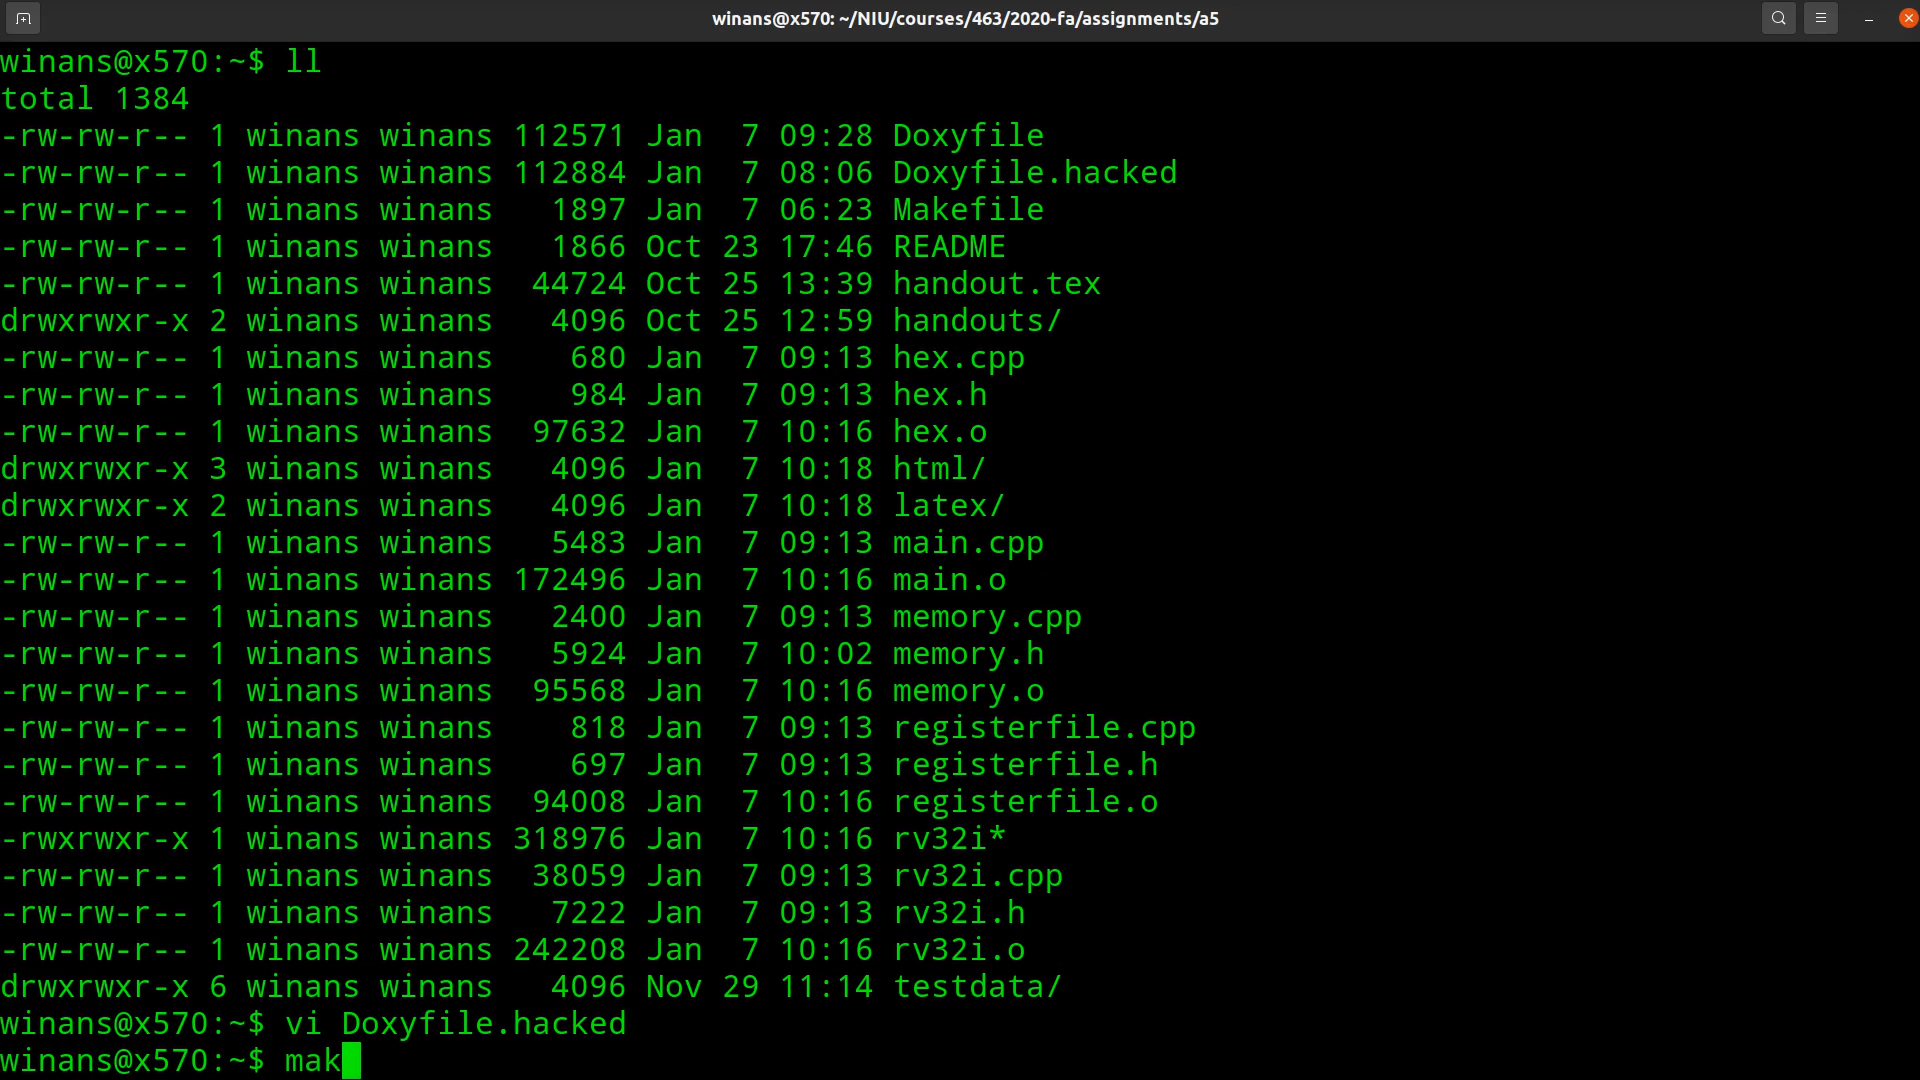 winans@x570: ~/NIU/courses/463/2020-fa/assignments/a5
winans@x570:~$ ll
total 1384
-rw-rw-r-- 1 winans winans 112571 Jan  7 09:28 Doxyfile
-rw-rw-r-- 1 winans winans 112884 Jan  7 08:06 Doxyfile.hacked
-rw-rw-r-- 1 winans winans   1897 Jan  7 06:23 Makefile
-rw-rw-r-- 1 winans winans   1866 Oct 23 17:46 README
-rw-rw-r-- 1 winans winans  44724 Oct 25 13:39 handout.tex
drwxrwxr-x 2 winans winans   4096 Oct 25 12:59 handouts/
-rw-rw-r-- 1 winans winans    680 Jan  7 09:13 hex.cpp
-rw-rw-r-- 1 winans winans    984 Jan  7 09:13 hex.h
-rw-rw-r-- 1 winans winans  97632 Jan  7 10:16 hex.o
drwxrwxr-x 3 winans winans   4096 Jan  7 10:18 html/
drwxrwxr-x 2 winans winans   4096 Jan  7 10:18 latex/
-rw-rw-r-- 1 winans winans   5483 Jan  7 09:13 main.cpp
-rw-rw-r-- 1 winans winans 172496 Jan  7 10:16 main.o
-rw-rw-r-- 1 winans winans   2400 Jan  7 09:13 memory.cpp
-rw-rw-r-- 1 winans winans   5924 Jan  7 10:02 memory.h
-rw-rw-r-- 1 winans winans  95568 Jan  7 10:16 memory.o
-rw-rw-r-- 1 winans winans    818 Jan  7 09:13 registerfile.cpp
-rw-rw-r-- 1 winans winans    697 Jan  7 09:13 registerfile.h
-rw-rw-r-- 1 winans winans  94008 Jan  7 10:16 registerfile.o
-rwxrwxr-x 1 winans winans 318976 Jan  7 10:16 rv32i*
-rw-rw-r-- 1 winans winans  38059 Jan  7 09:13 rv32i.cpp
-rw-rw-r-- 1 winans winans   7222 Jan  7 09:13 rv32i.h
-rw-rw-r-- 1 winans winans 242208 Jan  7 10:16 rv32i.o
drwxrwxr-x 6 winans winans   4096 Nov 29 11:14 testdata/
winans@x570:~$ vi Doxyfile.hacked
winans@x570:~$ mak